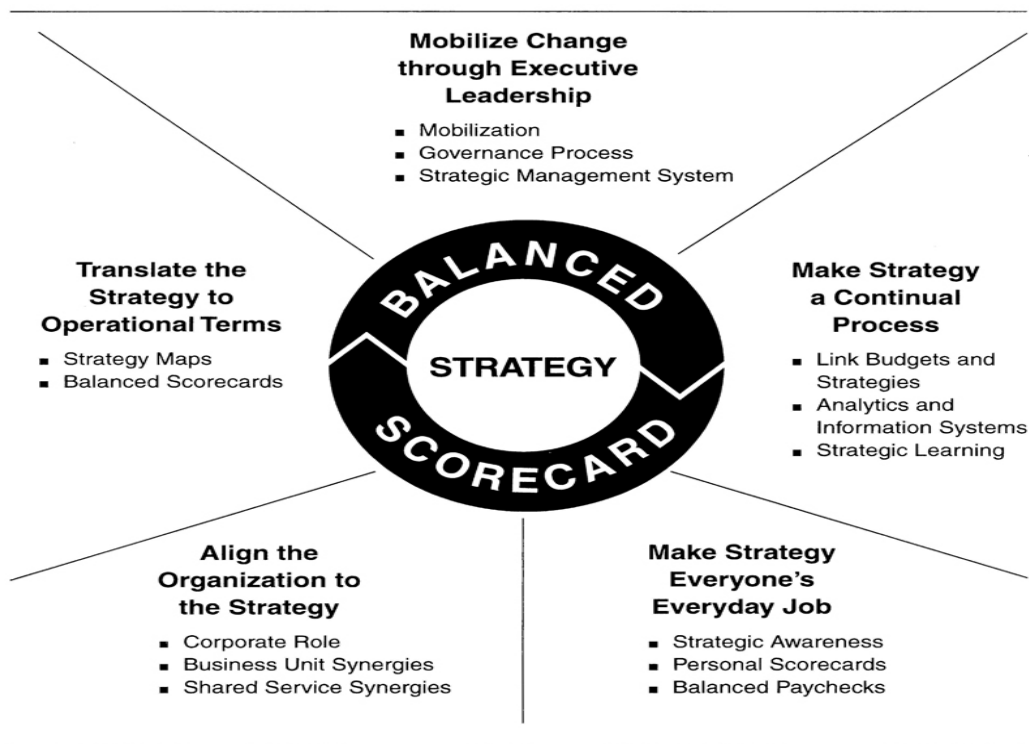 Mobilize Change
through Executive
Leadership
▪ Mobilization
▪ Governance Process
▪ Strategic Management System
Translate the
Strategy to
Operational Terms
▪ Strategy Maps
▪ Balanced Scorecards
BALANCED
STRATEGY
SCORECARD
Make Strategy
a Continual
Process
▪ Link Budgets and
Strategies
▪ Analytics and
Information Systems
▪ Strategic Learning
Align the
Organization to
the Strategy
▪ Corporate Role
▪ Business Unit Synergies
▪ Shared Service Synergies
Make Strategy
Everyone's
Everyday Job
▪ Strategic Awareness
▪ Personal Scorecards
▪ Balanced Paychecks